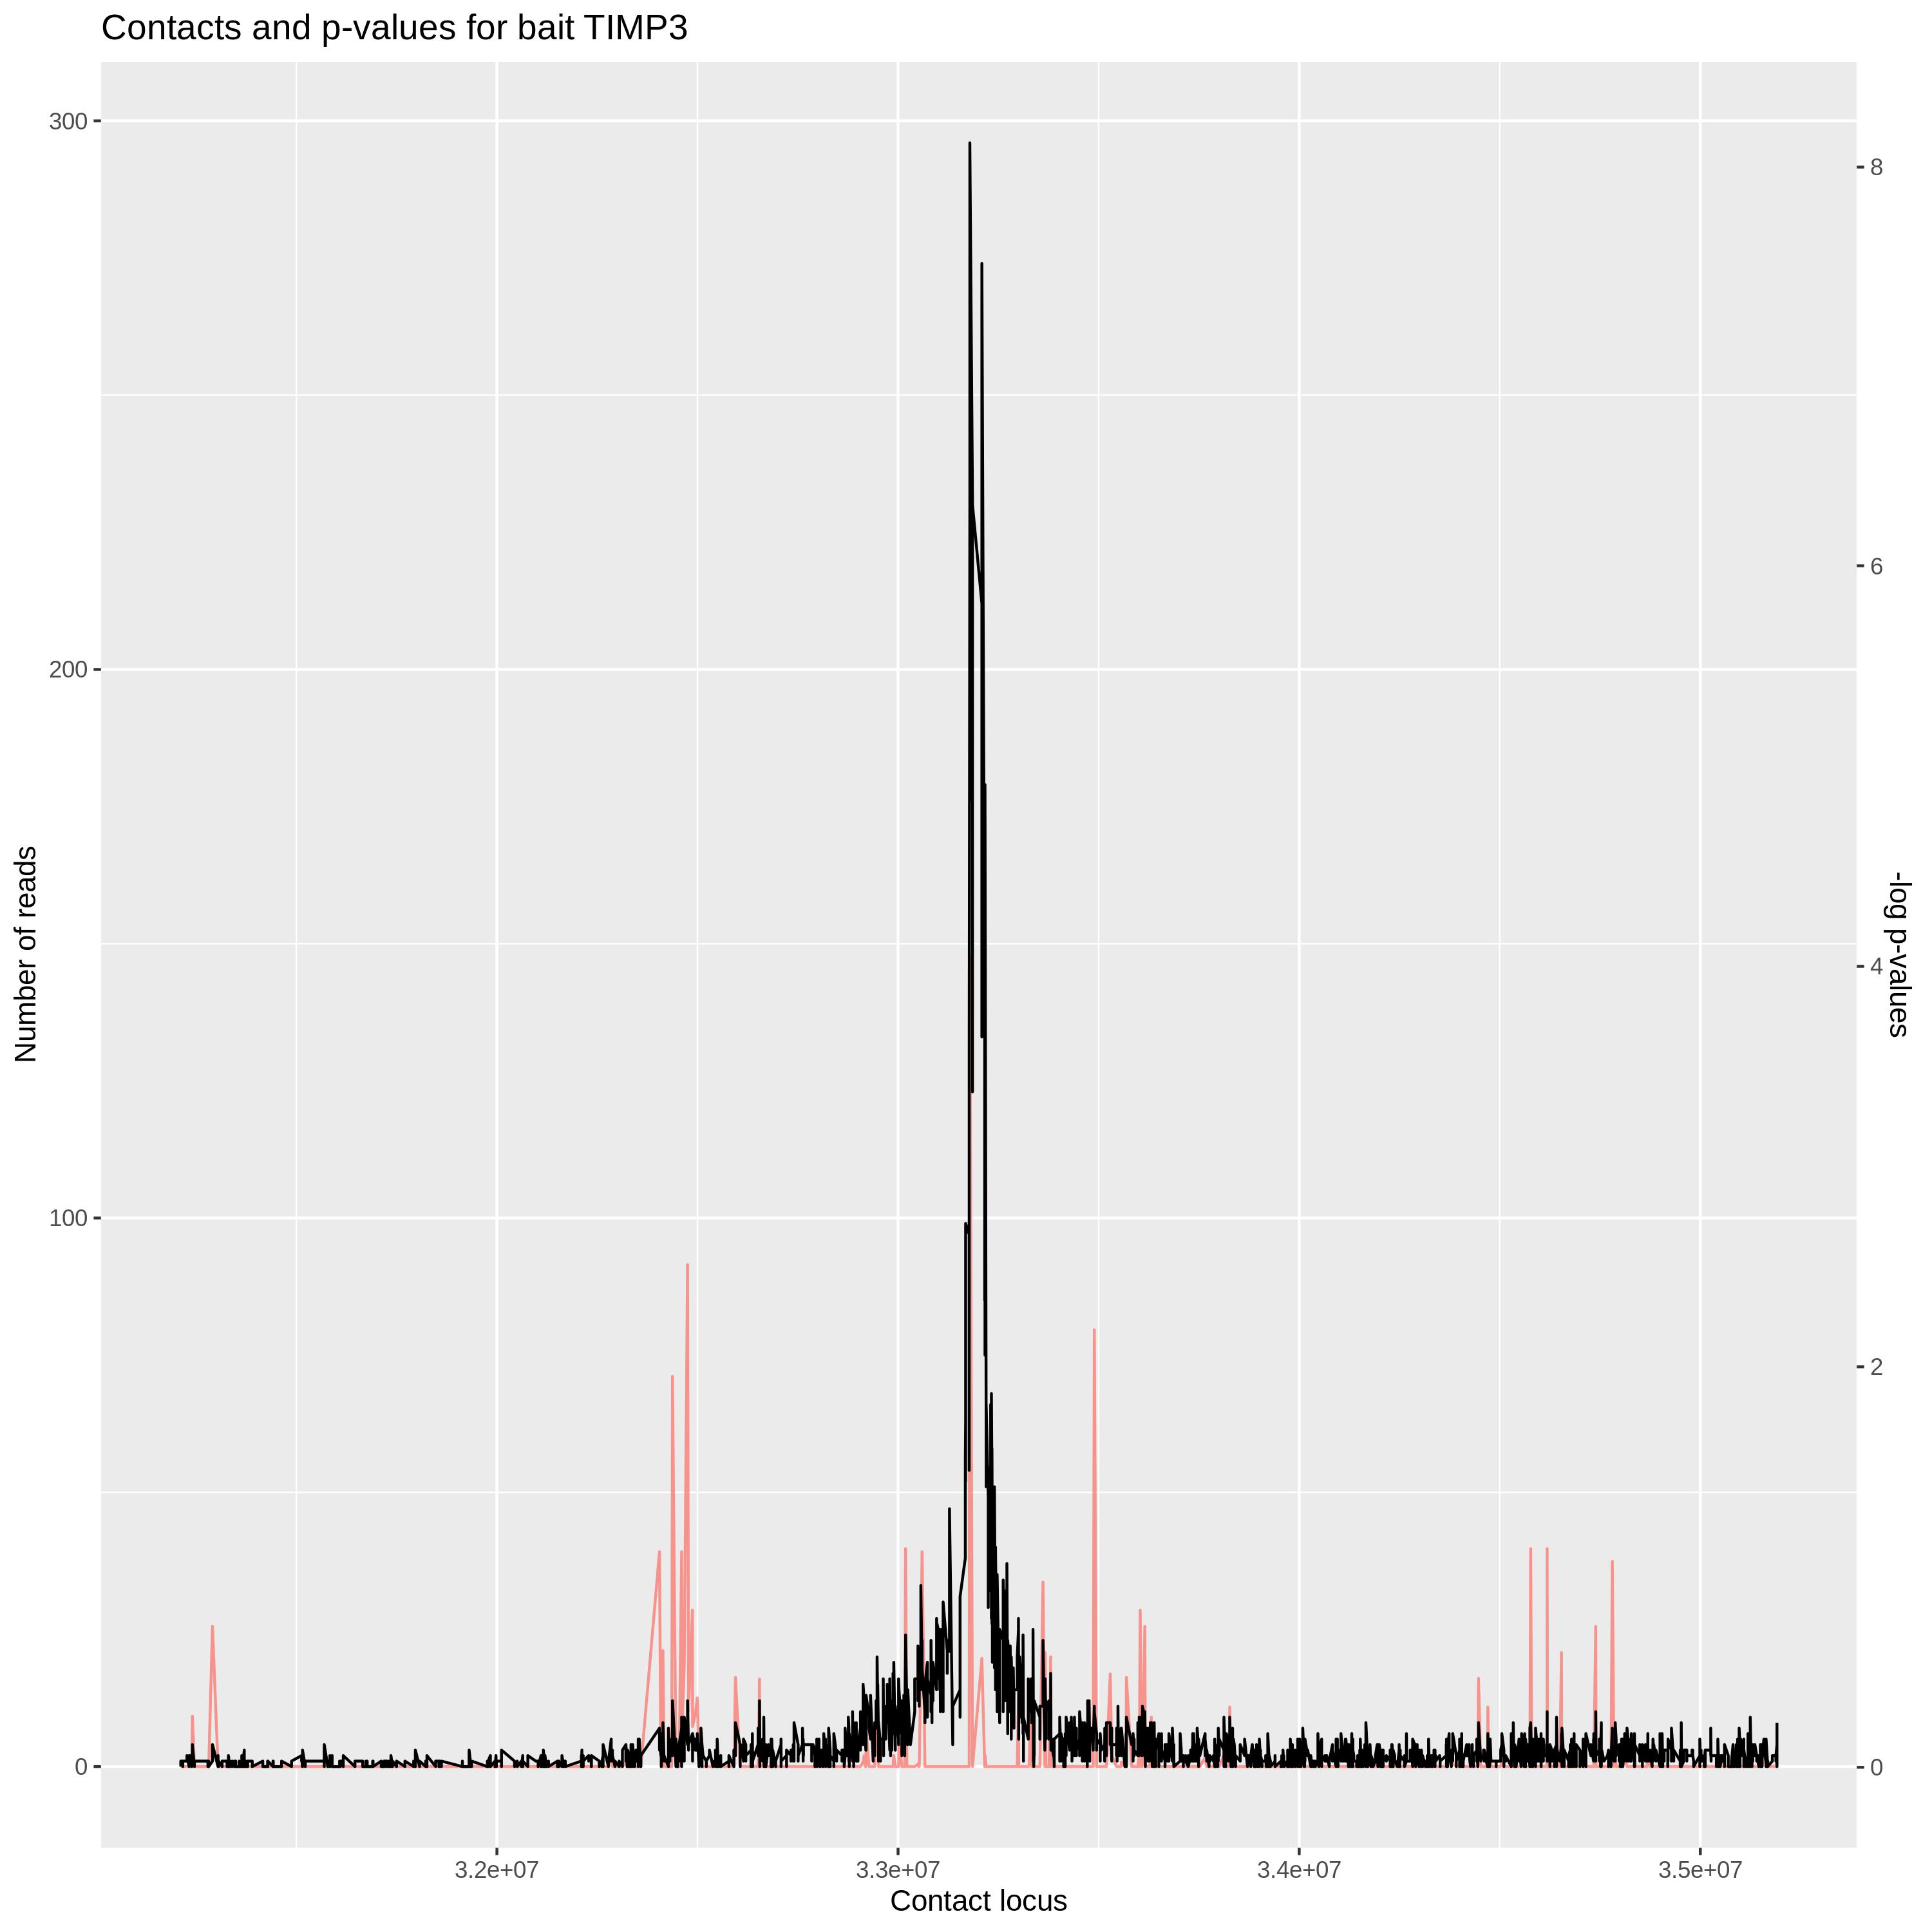 Contacts and p-values for bait TIMP3
300
200
100
0
8
6
4
2
0
Number of reads
-log p-values
3.2e+07
3.3e+07
3.4e+07
3.5e+07
Contact locus